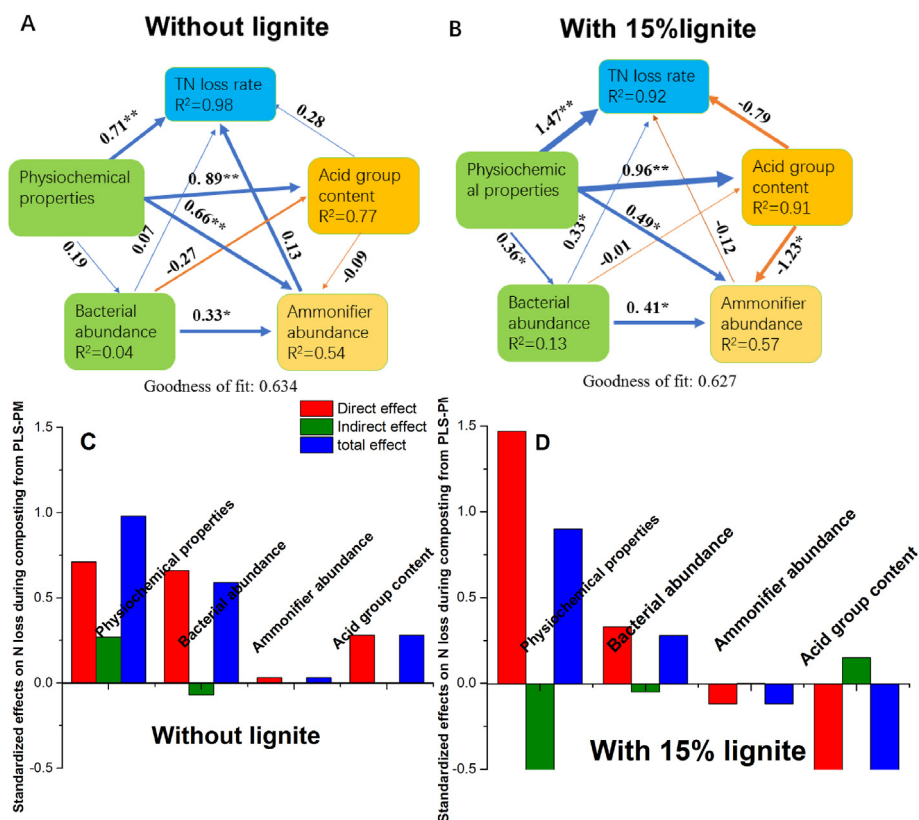 A
Without lignite
TN loss rate
R²=0.98
0.71**
0.28
Physiochemical
properties
0. 89**
Acid group
content
R²=0.77
0.66**
0.19
0.07
-0.27
0.13
-0.09
Bacterial
abundance
R²=0.04
0.33*
Ammonifier
abundance
R²=0.54
Goodness of fit: 0.634
B
With 15%lignite
TN loss rate
R²=0.92
1.47**
-0.79
Physiochemic
al properties
0.96**
Acid group
content
R²=0.91
0.49*
0.36*
0.33*
-0.01
-0.12
-1.23*
Bacterial
abundance
R²=0.13
0. 41*
Ammonifier
abundance
R²=0.57
Goodness of fit: 0.627
Standardized effects on N loss during composting from PLS-PM
1.5
1.0
0.5
0.0
-0.5
C
Direct effect
Indirect effect
total effect
Physiochemical properties
Bacterial abundance
Ammonifier abundance
Acid group content
Without lignite
Standardized effects on N loss during composting from PLS-PM
1.5
1.0
0.5
0.0
-0.5
D
Physiochemical properties
Bacterial abundance
Ammonifier abundance
Acid group content
With 15% lignite